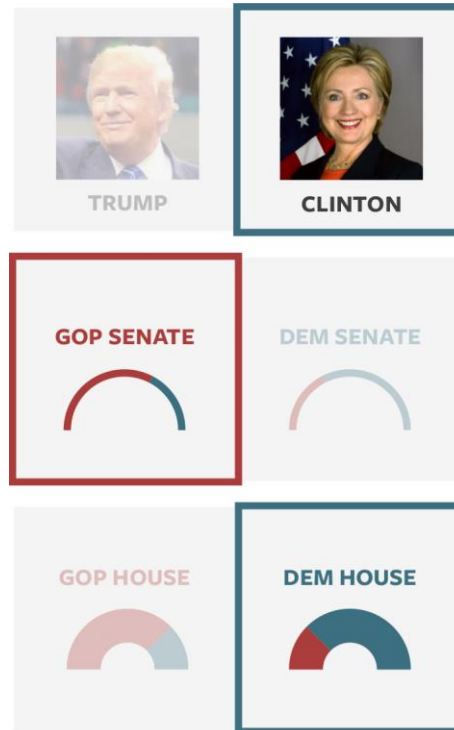 TRUMP
CLINTON
GOP SENATE
DEM SENATE
GOP HOUSE
DEM HOUSE